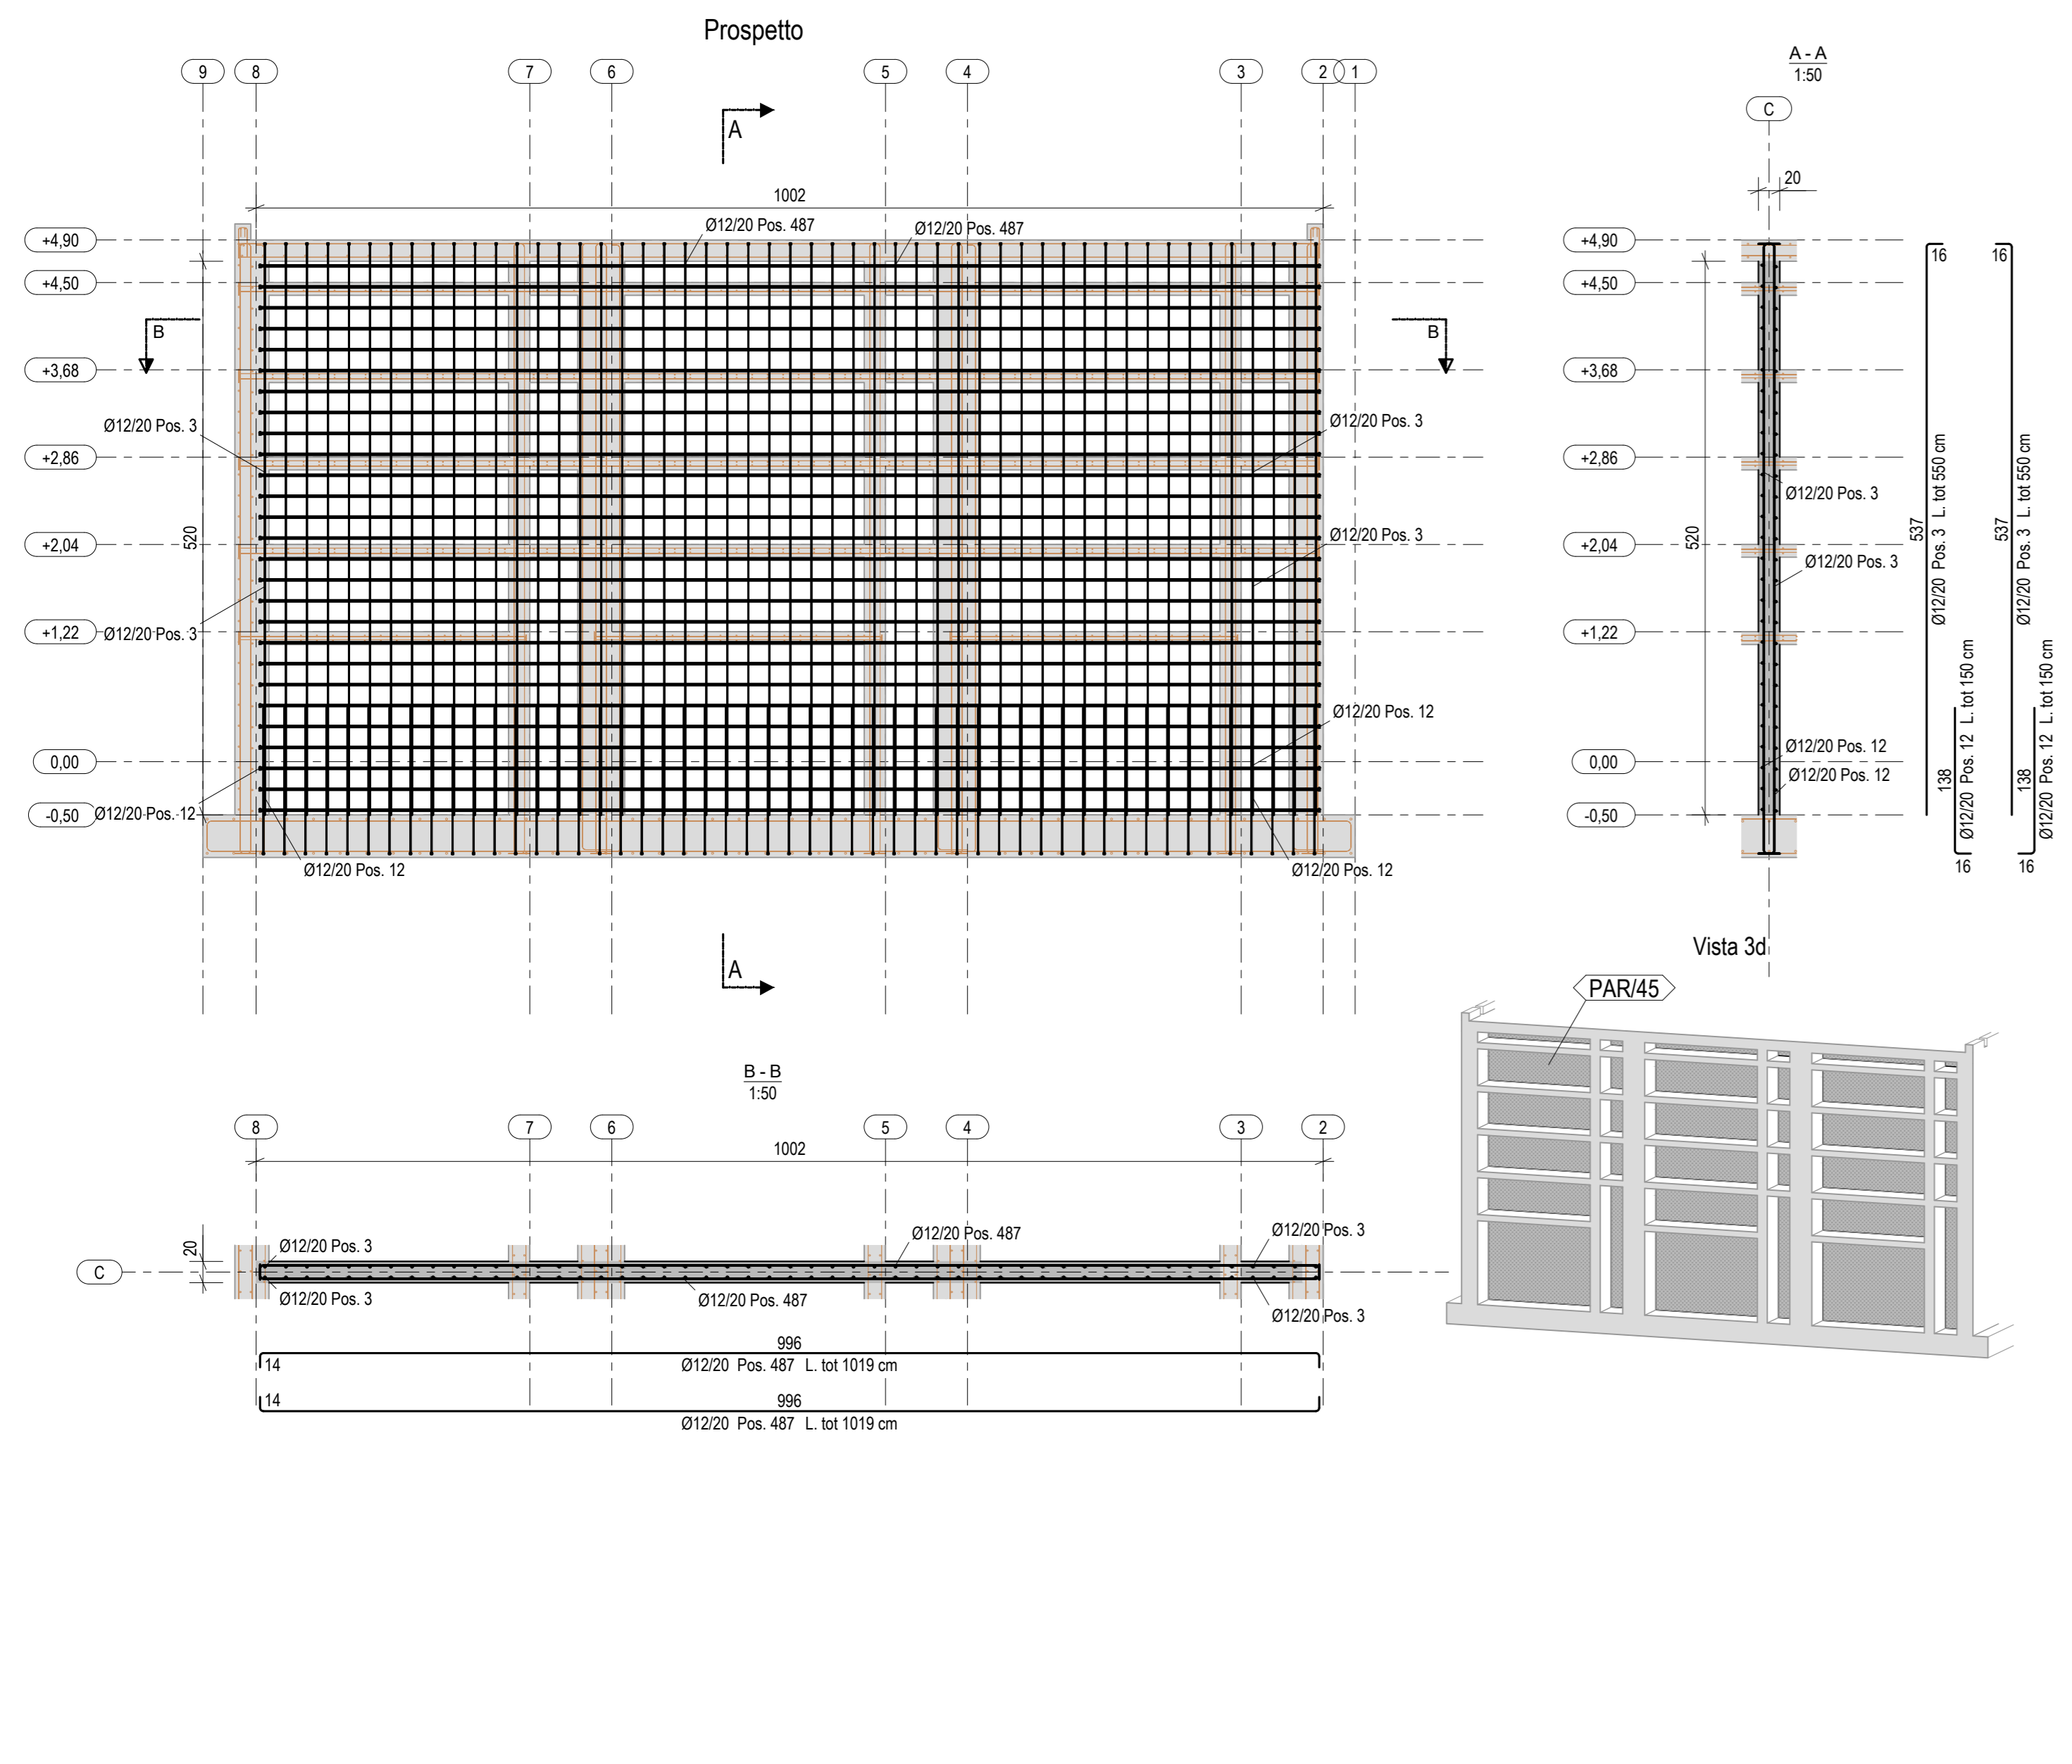 Prospetto
9
8
7
6
5
4
3
2
1
A
1002
Ø12/20 Pos. 487
Ø12/20 Pos. 487
+4,90
+4,50
B
B
+3,68
Ø12/20 Pos. 3
Ø12/20 Pos. 3
+2,86
520
+2,04
Ø12/20 Pos. 3
+1,22
Ø12/20 Pos. 3
Ø12/20 Pos. 12
0,00
-0,50
Ø12/20 Pos. 12
Ø12/20 Pos. 12
Ø12/20 Pos. 12
A
A - A
1:50
C
20
+4,90
+4,50
+3,68
+2,86
Ø12/20 Pos. 3
520
+2,04
Ø12/20 Pos. 3
+1,22
Ø12/20 Pos. 12
0,00
Ø12/20 Pos. 12
-0,50
16
537
Ø12/20 Pos. 3 L. tot 550 cm
138
Ø12/20 Pos. 12 L. tot 150 cm
16
16
537
Ø12/20 Pos. 3 L. tot 550 cm
138
Ø12/20 Pos. 12 L. tot 150 cm
16
Vista 3d
PAR/45
B - B
1:50
8
7
6
5
4
3
2
1002
20
C
Ø12/20 Pos. 3
Ø12/20 Pos. 487
Ø12/20 Pos. 3
Ø12/20 Pos. 3
Ø12/20 Pos. 487
Ø12/20 Pos. 3
996
14
Ø12/20 Pos. 487 L. tot 1019 cm
996
14
Ø12/20 Pos. 487 L. tot 1019 cm